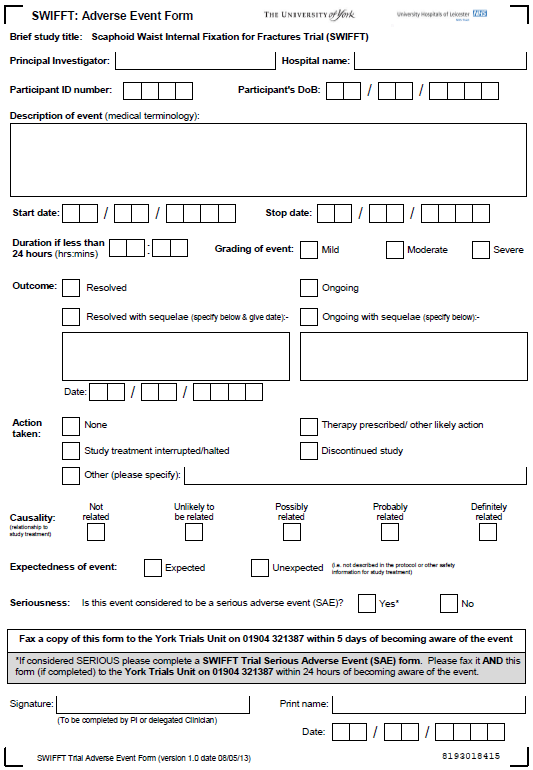 SWIFFT: Adverse Event Form THE UNIVERSITY of York University Hospitals of Leicester NHS
NHS Trust
Brief study title: Scaphoid Waist Internal Fixation for Fractures Trial (SWIFFT)
Principal Investigator: Hospital name:
Participant ID number: Participant's DoB: / /
Description of event (medical terminology):
Start date: / / Stop date: / /
Duration if less than
24 hours (hrs:mins) : Grading of event: Mild Moderate Severe
Outcome: Resolved Ongoing
Resolved with sequelae (specify below & give date):- Ongoing with sequelae (specify below):-
Date: / /
Action
taken: None Therapy prescribed/ other likely action
Study treatment interrupted/halted Discontinued study
Other (please specify):
Causality:
(relationship to
study treatment)
Not
related
Unlikely to
be related
Possibly
related
Probably
related
Definitely
related
Expectedness of event: Expected Unexpected (i.e. not described in the protocol or other safety
information for study treatment)
Seriousness: Is this event considered to be a serious adverse event (SAE)? Yes* No
Fax a copy of this form to the York Trials Unit on 01904 321387 within 5 days of becoming aware of the event
*If considered SERIOUS please complete a SWIFFT Trial Serious Adverse Event (SAE) form. Please fax it AND this
form (if completed) to the York Trials Unit on 01904 321387 within 24 hours of becoming aware of the event.
Signature: Print name:
(To be completed by PI or delegated Clinician)
Date: / /
SWIFFT Trial Adverse Event Form (version 1.0 date 08/05/13) 8193018415